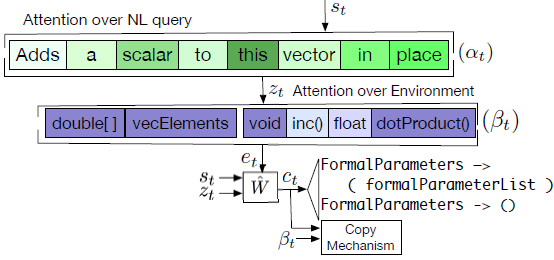 Attention over NL query
s_t
Adds a scalar to this vector in place (α_t)
z_t Attention over Environment
double[ ] vecElements void inc() float dotProduct() (β_t)
e_t
s_t
z_t
Ŵ
c_t
FormalParameters ->
( formalParameterList )
FormalParameters -> ()
β_t
Copy
Mechanism